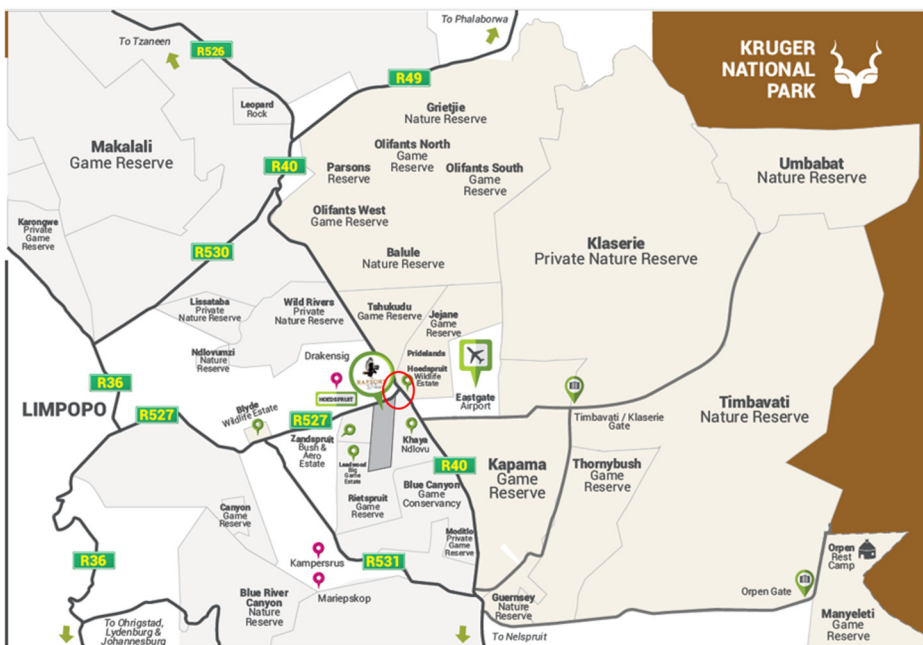 To Phalaborwa
To Tzaneen
R526
KRUGER
NATIONAL
PARK
R49
Leopard
Rock
Grietjie
Nature Reserve
Makalali
Game Reserve
Olifants North
Game
Reserve
Umbabat
Nature Reserve
R40
Parsons
Reserve
Olifants South
Game
Reserve
Olifants West
Game Reserve
Karongwe
Private
Game
Reserve
Klaserie
Private Nature Reserve
R530
Balule
Nature Reserve
Lissataba
Private
Nature Reserve
Wild Rivers
Private
Nature Reserve
Tshukudu
Game Reserve
Jejane
Game
Reserve
Ndlovumzi
Nature
Reserve
Drakensig
Pridelands
Hoedspruit
Wildlife
Estate
R36
HOEDSPRUIT
Eastgate
Airport
LIMPOPO
R527
Blyde
Wildlife Estate
R527
Timbavati / Klaserie
Gate
Timbavati
Nature Reserve
Zandspruit
Bush &
Aero
Estate
Khaya
Ndlovu
Leadwood
Big
Game
Estate
R40
Kapama
Game
Reserve
Thornybush
Game
Reserve
Rietspruit
Game
Reserve
Blue Canyon
Game
Conservancy
Canyon
Game
Reserve
Moditlo
Private
Game
Reserve
R36
Kampersrus
R531
Orpen
Rest
Camp
Mariepskop
Orpen Gate
Blue River
Canyon
Nature
Reserve
Guernsey
Nature
Reserve
Manyeleti
Game
Reserve
To Ohrigstad,
Lydenburg &
Johannesburg
To Nelspruit